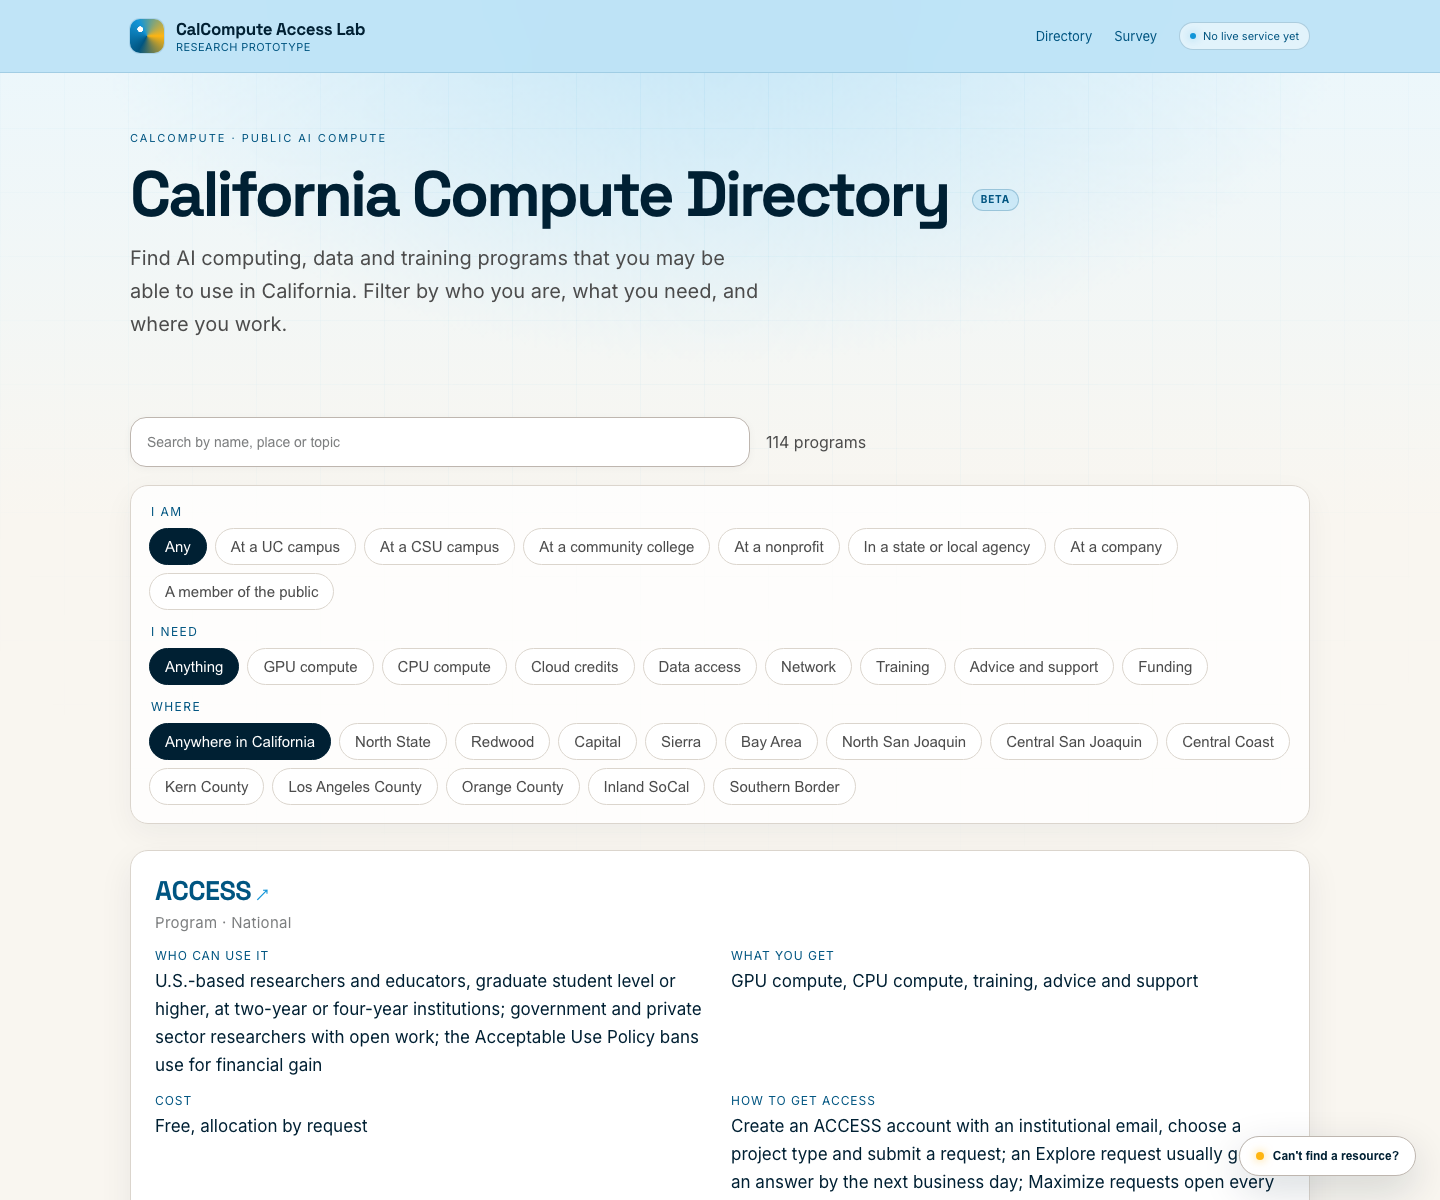 CalCompute Access Lab
RESEARCH PROTOTYPE
Directory
Survey
No live service yet
CALCOMPUTE · PUBLIC AI COMPUTE
California Compute Directory
BETA
Find AI computing, data and training programs that you may be
able to use in California. Filter by who you are, what you need, and
where you work.
Search by name, place or topic
114 programs
I AM
Any
At a UC campus
At a CSU campus
At a community college
At a nonprofit
In a state or local agency
At a company
A member of the public
I NEED
Anything
GPU compute
CPU compute
Cloud credits
Data access
Network
Training
Advice and support
Funding
WHERE
Anywhere in California
North State
Redwood
Capital
Sierra
Bay Area
North San Joaquin
Central San Joaquin
Central Coast
Kern County
Los Angeles County
Orange County
Inland SoCal
Southern Border
ACCESS ↗
Program · National
WHO CAN USE IT
U.S.-based researchers and educators, graduate student level or
higher, at two-year or four-year institutions; government and private
sector researchers with open work; the Acceptable Use Policy bans
use for financial gain
WHAT YOU GET
GPU compute, CPU compute, training, advice and support
COST
Free, allocation by request
HOW TO GET ACCESS
Create an ACCESS account with an institutional email, choose a
project type and submit a request; an Explore request usually
an answer by the next business day; Maximize requests open every
Can't find a resource?